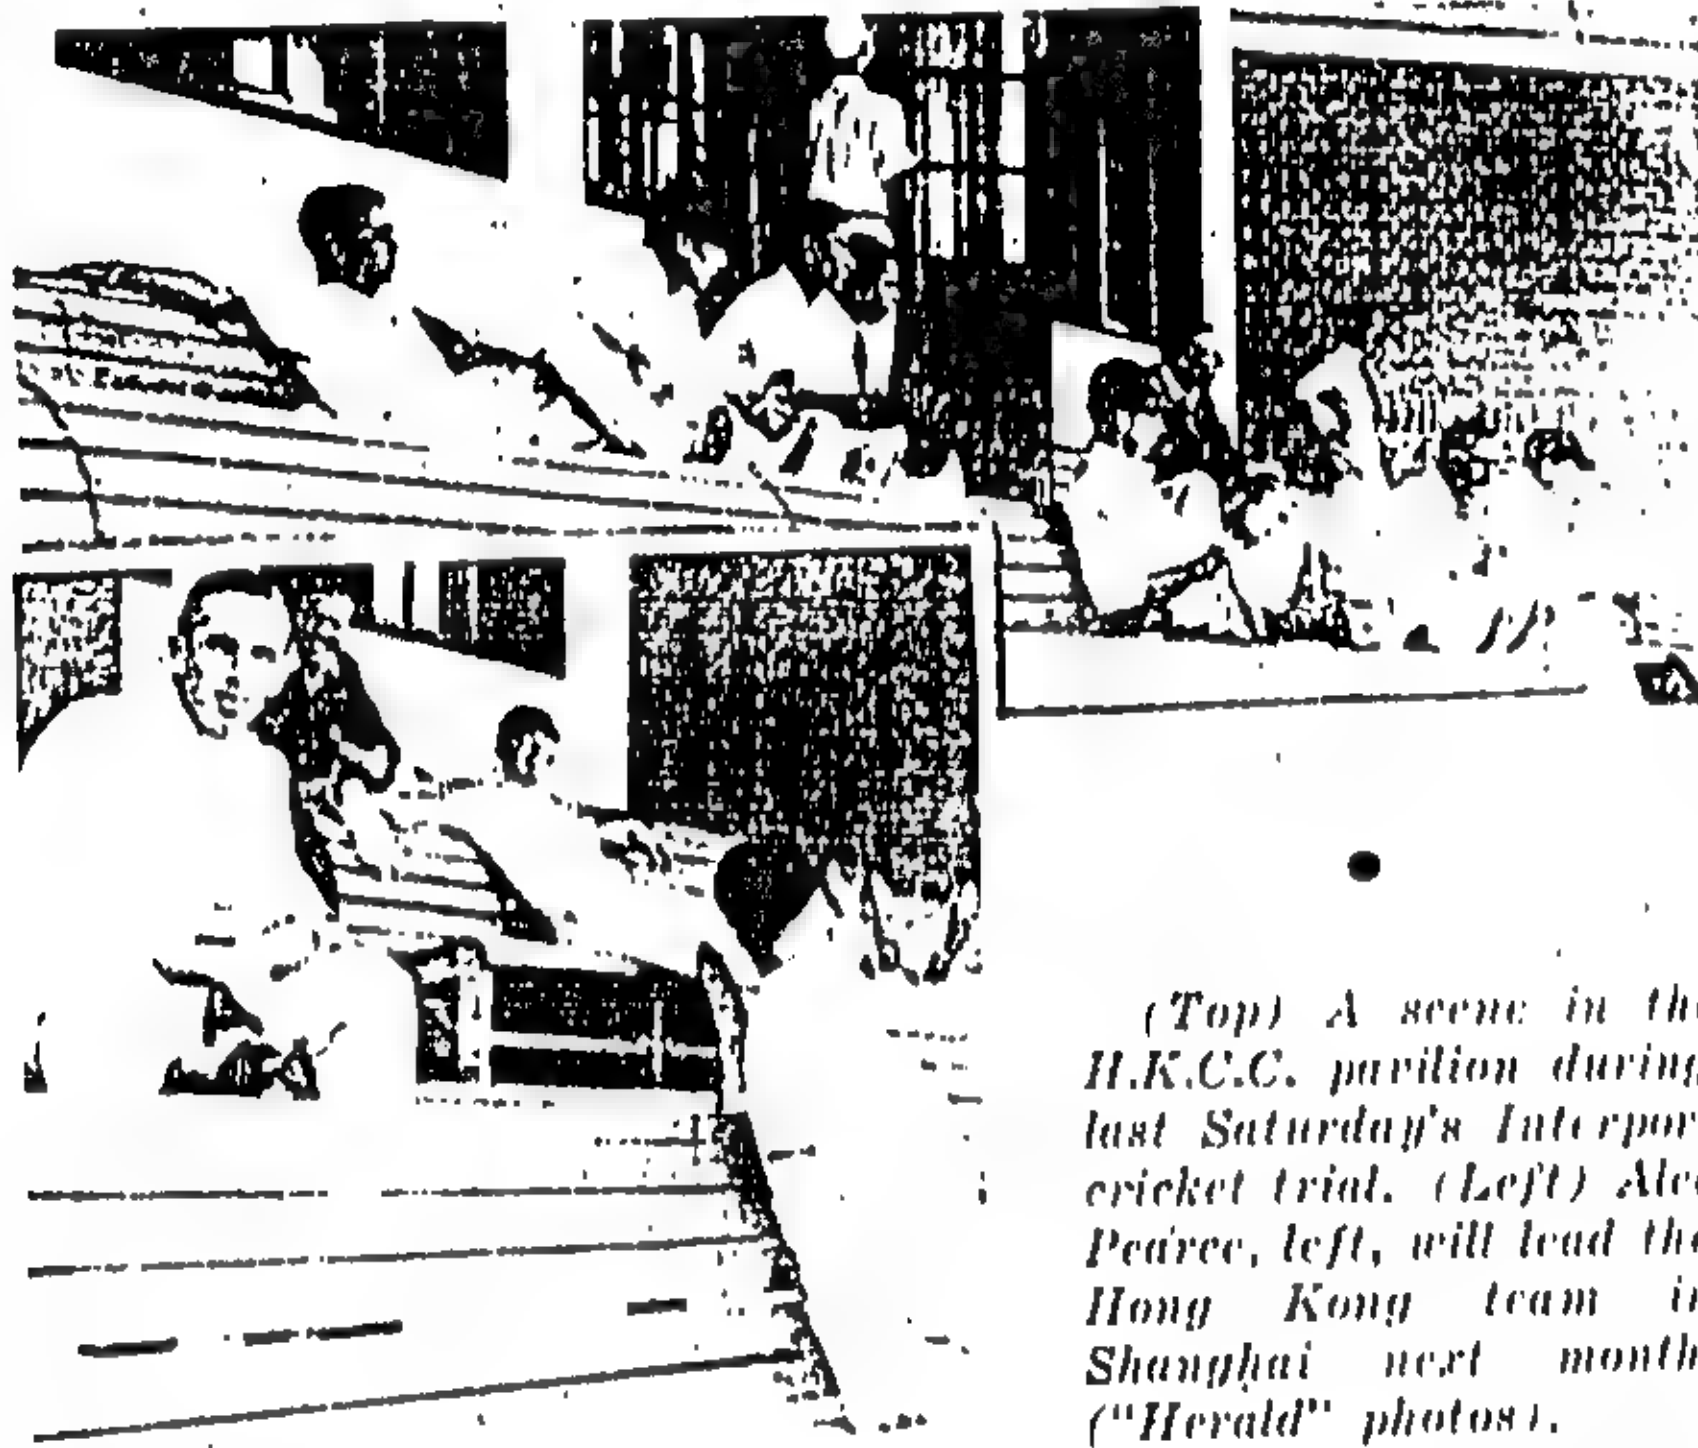 (Top) A scene in the
H.K.C.C. pavilion during
last Saturday's Interport
cricket trial. (Left) Alec
Pearce, left, will lead the
Hong Kong team in
Shanghai next month
("Herald" photos).